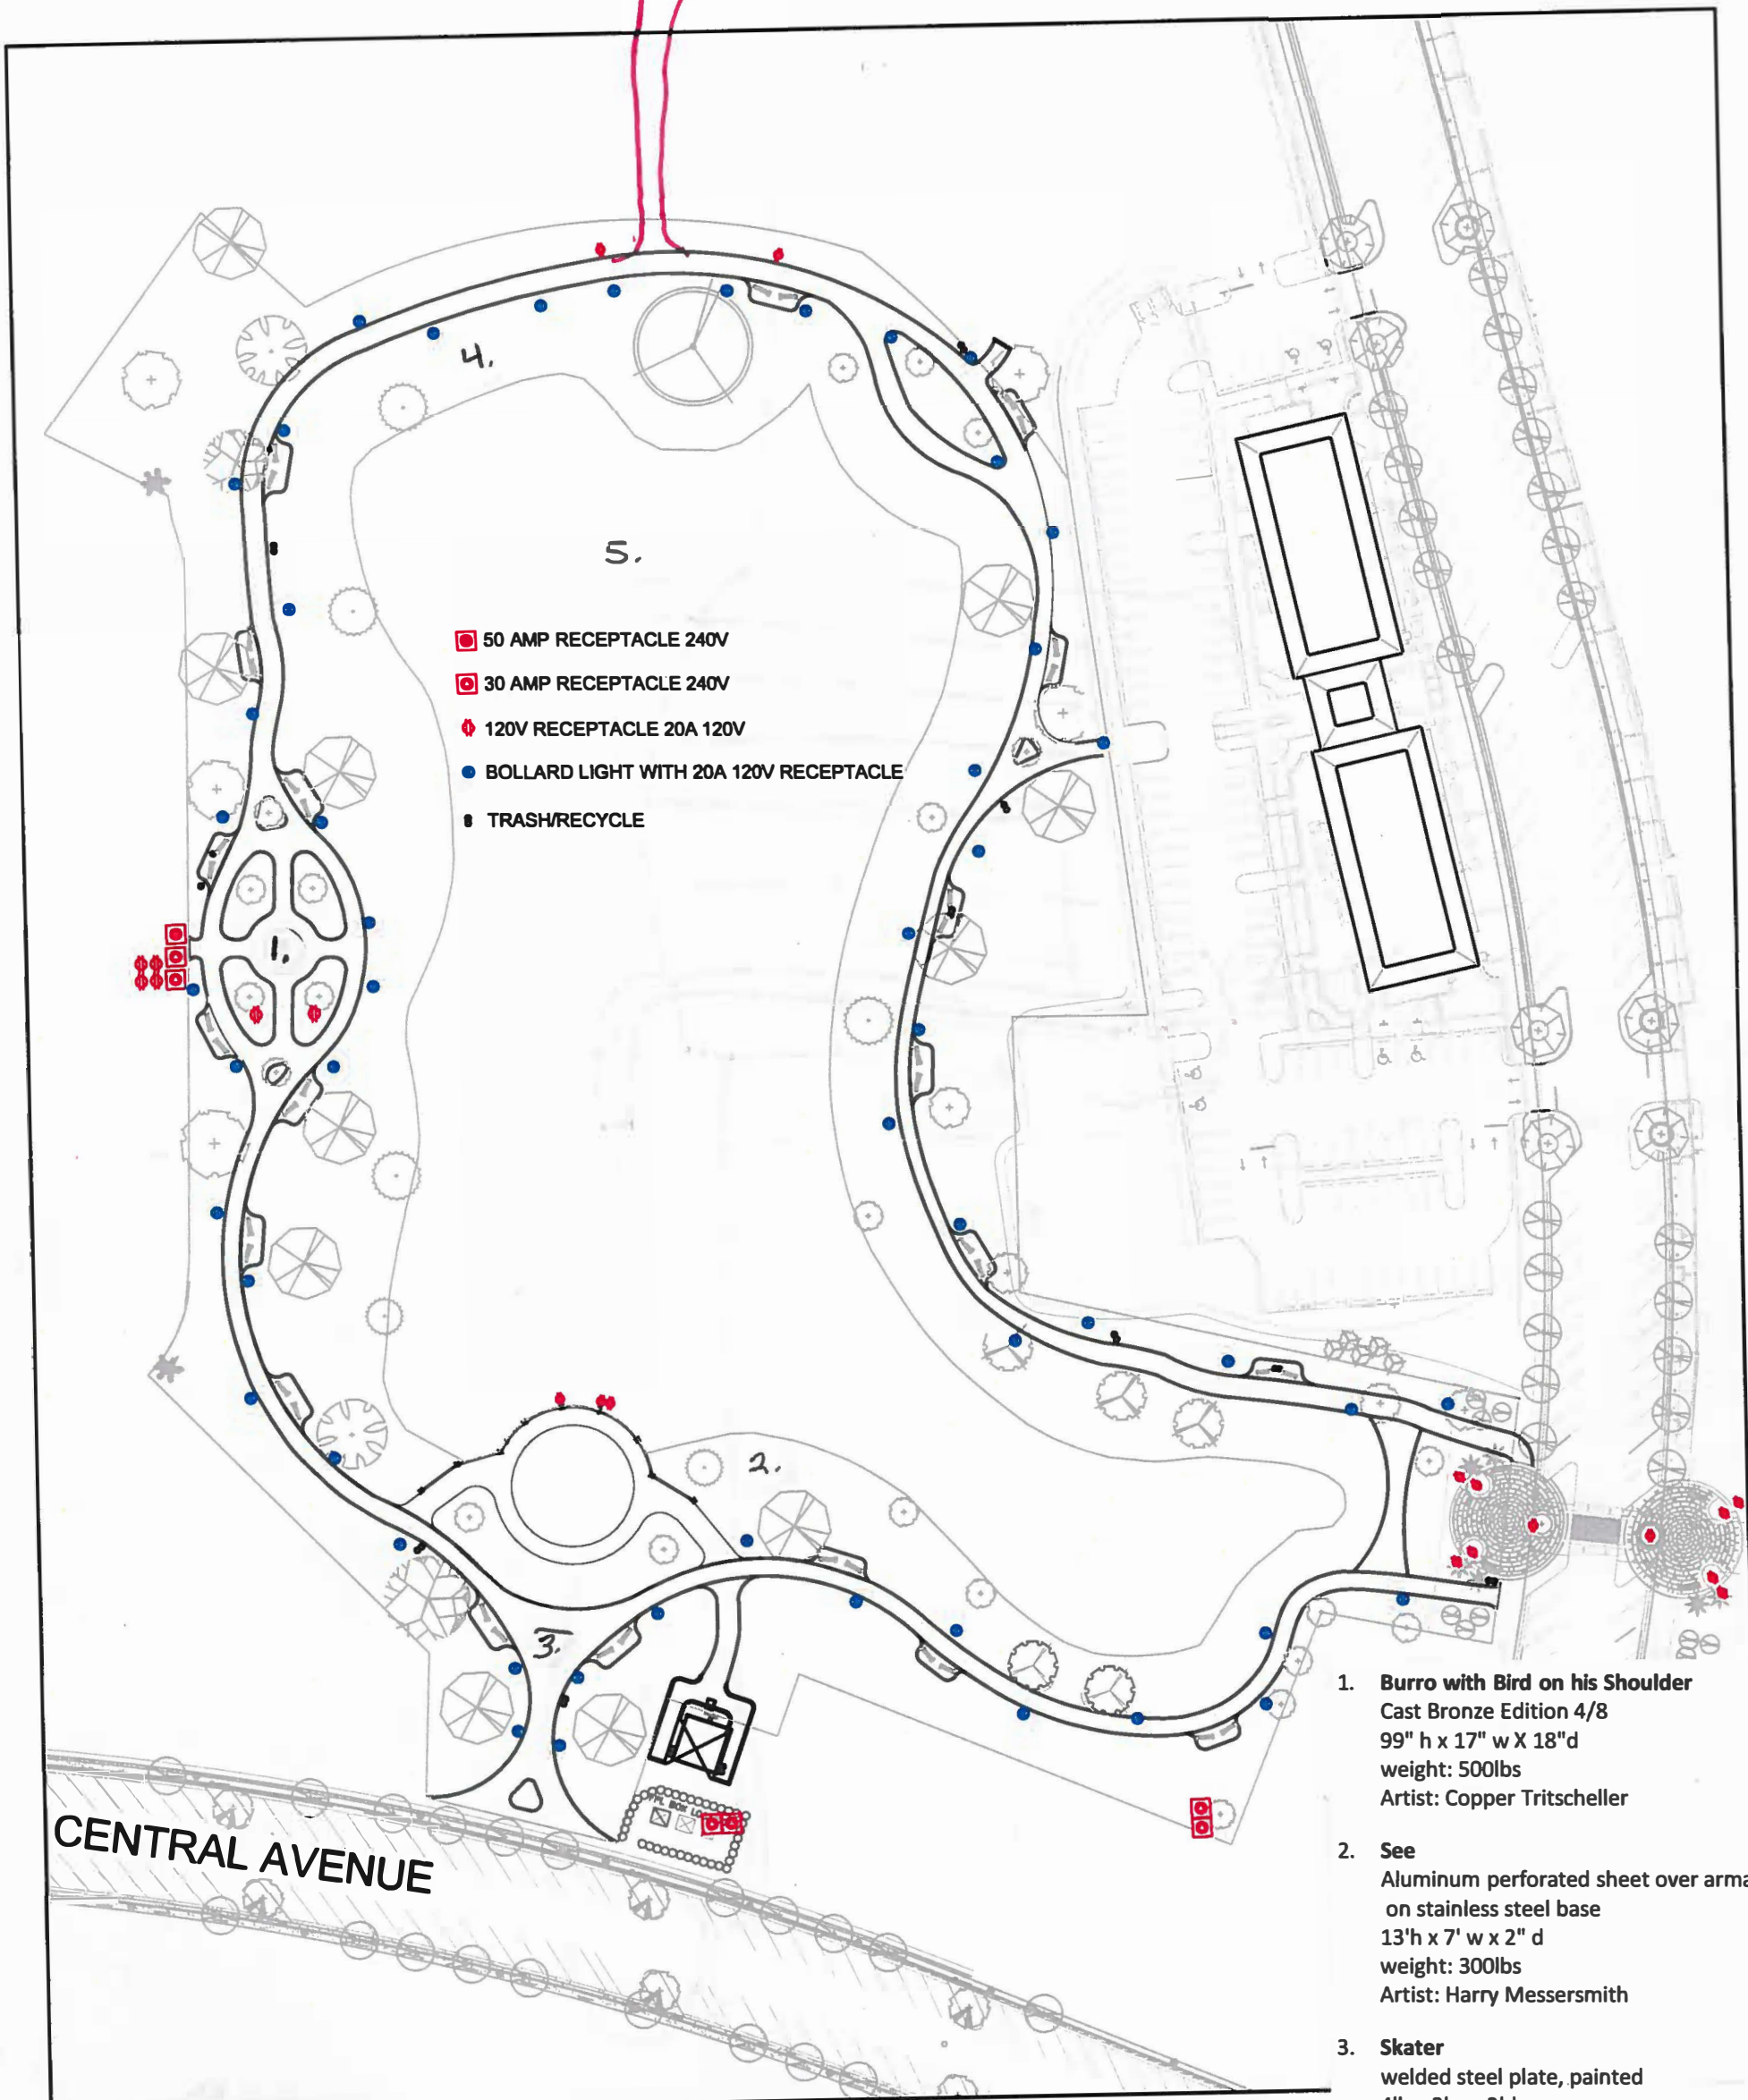 4.
5.
50 AMP RECEPTACLE 240V
30 AMP RECEPTACLE 240V
120V RECEPTACLE 20A 120V
BOLLARD LIGHT WITH 20A 120V RECEPTACLE
TRASH/RECYCLE
1.
2.
3.
FPL BOX
CENTRAL AVENUE
1. Burro with Bird on his Shoulder
Cast Bronze Edition 4/8
99" h x 17" w X 18"d
weight: 500lbs
Artist: Copper Tritscheller
2. See
Aluminum perforated sheet over arma
on stainless steel base
13'h x 7' w x 2" d
weight: 300lbs
Artist: Harry Messersmith
3. Skater
welded steel plate, painted